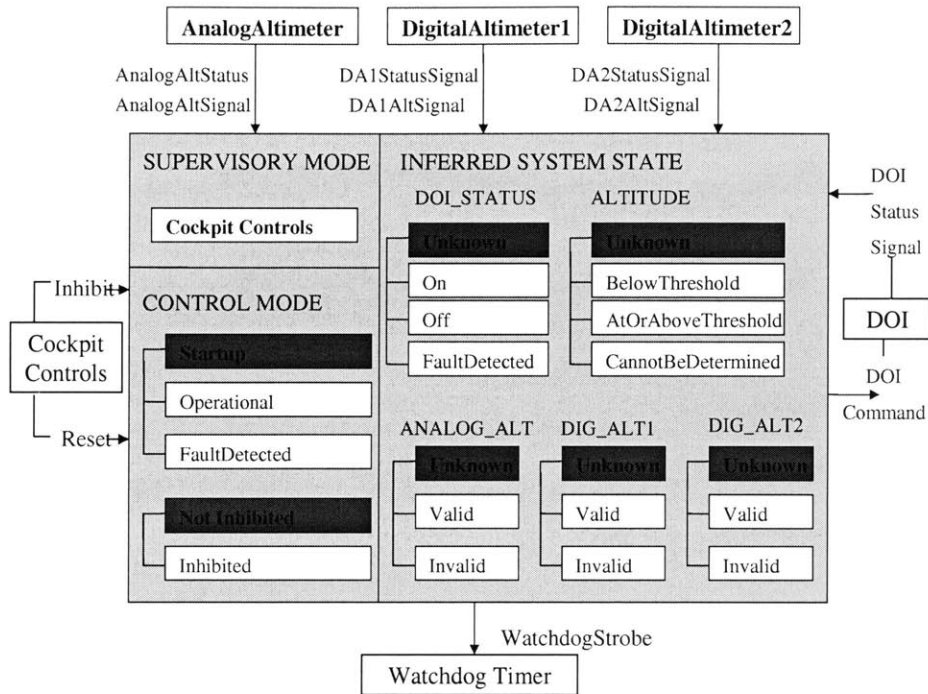 AnalogAltimeter
DigitalAltimeter1
DigitalAltimeter2
AnalogAltStatus
AnalogAltSignal
DA1StatusSignal
DA1AltSignal
DA2StatusSignal
DA2AltSignal
SUPERVISORY MODE
Cockpit Controls
INFERRED SYSTEM STATE
DOI_STATUS
Unknown
On
Off
FaultDetected
ALTITUDE
Unknown
BelowThreshold
AtOrAboveThreshold
CannotBeDetermined
DOI
Status
Signal
DOI
DOI
Command
Inhibit
Cockpit
Controls
Reset
CONTROL MODE
Startup
Operational
FaultDetected
Not Inhibited
Inhibited
ANALOG_ALT
Unknown
Valid
Invalid
DIG_ALT1
Unknown
Valid
Invalid
DIG_ALT2
Unknown
Valid
Invalid
WatchdogStrobe
Watchdog Timer